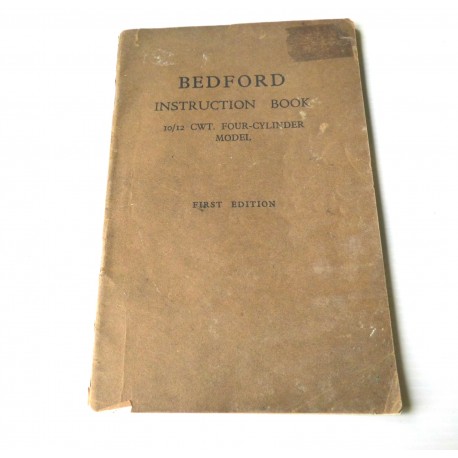 BEDFORD
INSTRUCTION BOOK
10/12 CWT. FOUR-CYLINDER
MODEL
FIRST EDITION